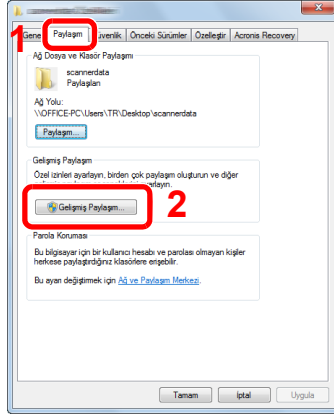 1
Paylaşım
Güvenlik
Önceki Sürümler
Özelleştir
Acronis Recovery
Ağ Dosya ve Klasör Paylaşımı
scannerdata
Paylaşılan
Ağ Yolu:
\\OFFICE-PC\Users\TR\Desktop\scannerdata
Paylaşım...
Gelişmiş Paylaşım
Özel izinleri ayarlayın, birden çok paylaşım oluşturun ve diğer
Gelişmiş Paylaşım...
2
Parola Koruması
Bu bilgisayar için bir kullanıcı hesabı ve parolası olmayan kişiler
herkese paylaştırdığınız klasörlere erişebilir.
Bu ayarı değiştirmek için Ağ ve Paylaşım Merkezi.
Tamam
İptal
Uygula